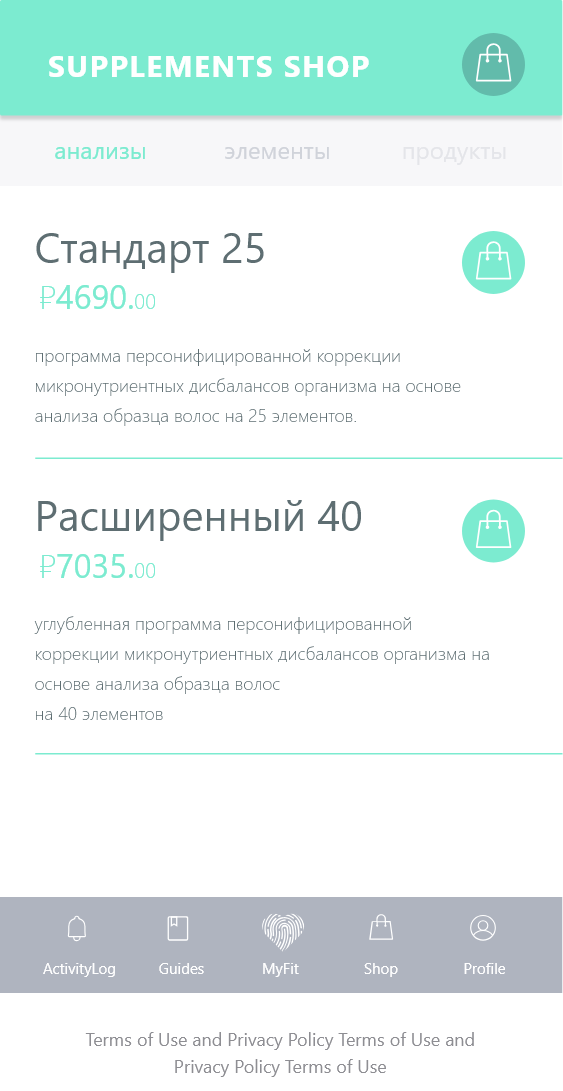 SUPPLEMENTS SHOP
анализы элементы продукты
Стандарт 25
₽4690.00
программа персонифицированной коррекции
микронутриентных дисбалансов организма на основе
анализа образца волос на 25 элементов.
Расширенный 40
₽7035.00
углубленная программа персонифицированной
коррекции микронутриентных дисбалансов организма на
основе анализа образца волос
на 40 элементов
ActivityLog Guides MyFit Shop Profile
Terms of Use and Privacy Policy Terms of Use and
Privacy Policy Terms of Use